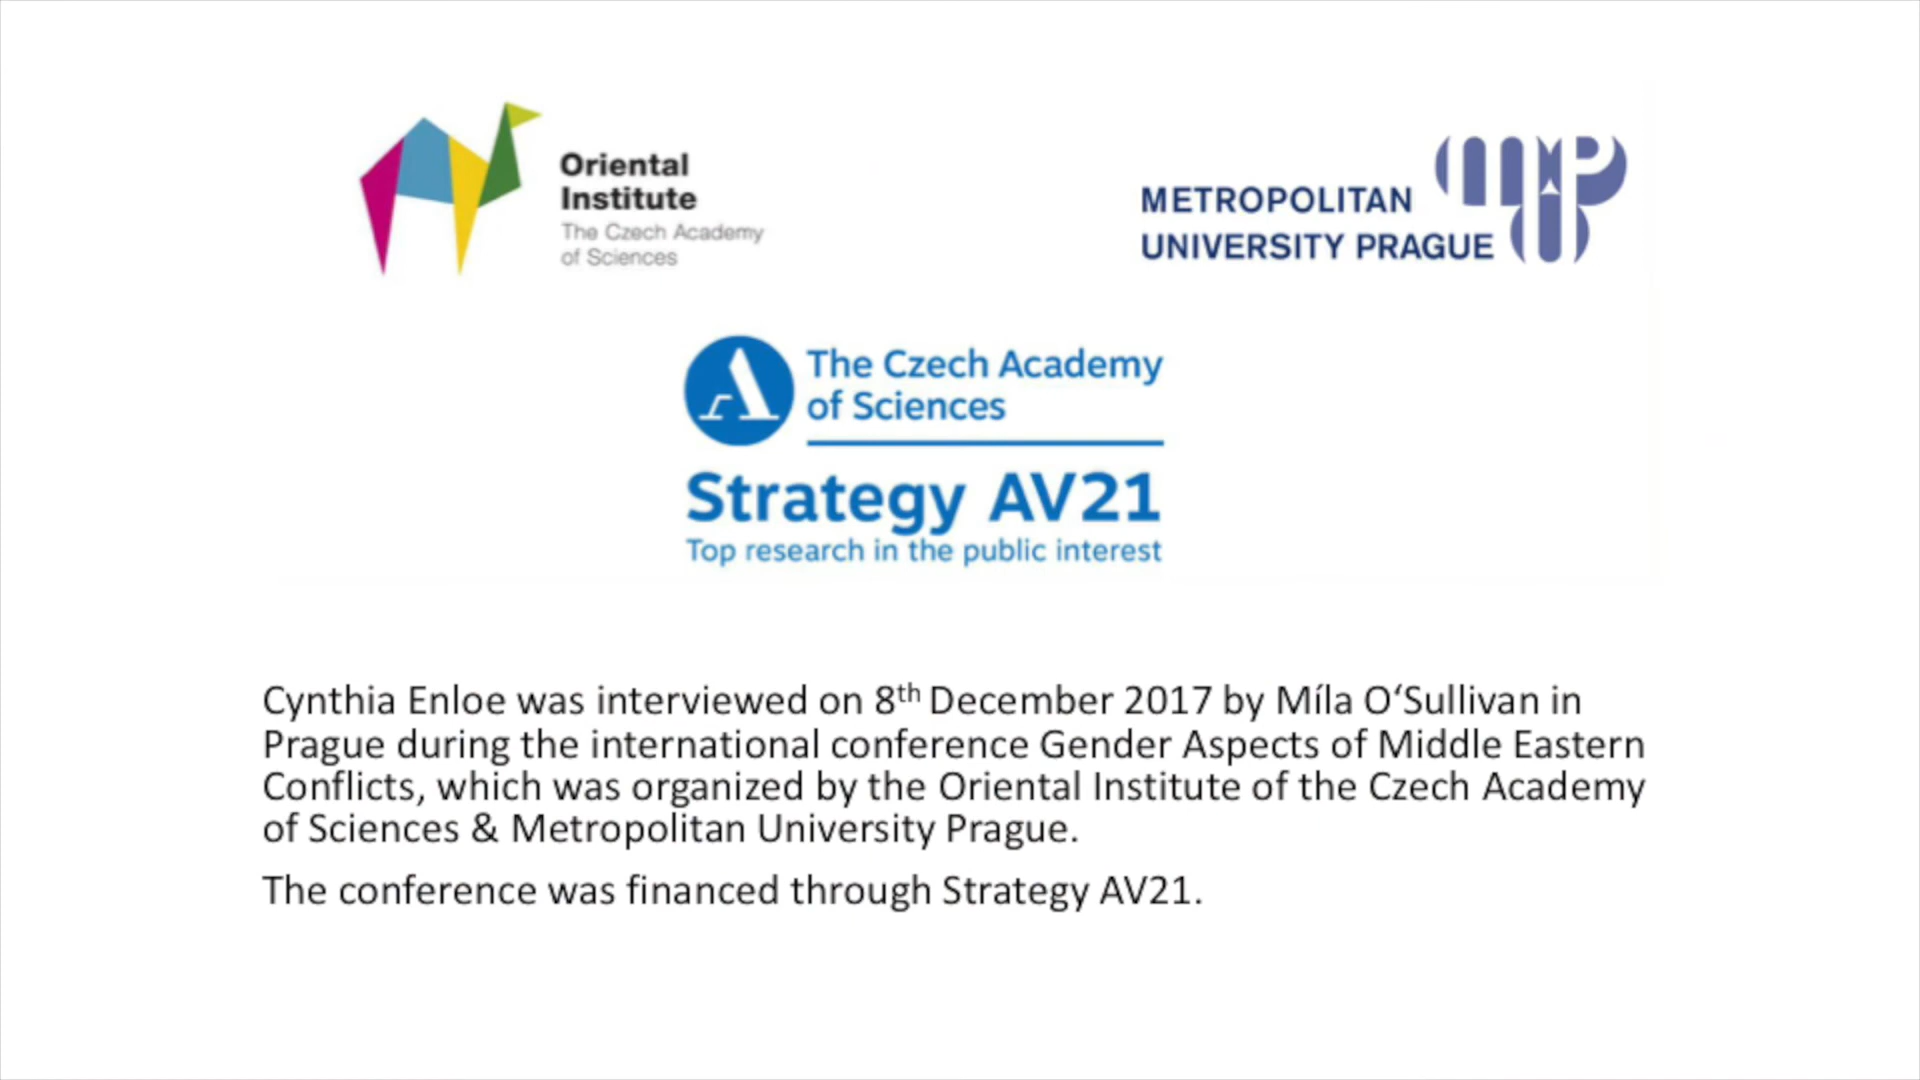 Oriental
Institute
The Czech Academy
of Sciences
METROPOLITAN
UNIVERSITY PRAGUE
mup
The Czech Academy
of Sciences
Strategy AV21
Top research in the public interest
Cynthia Enloe was interviewed on 8th December 2017 by Míla O‘Sullivan in
Prague during the international conference Gender Aspects of Middle Eastern
Conflicts, which was organized by the Oriental Institute of the Czech Academy
of Sciences & Metropolitan University Prague.
The conference was financed through Strategy AV21.